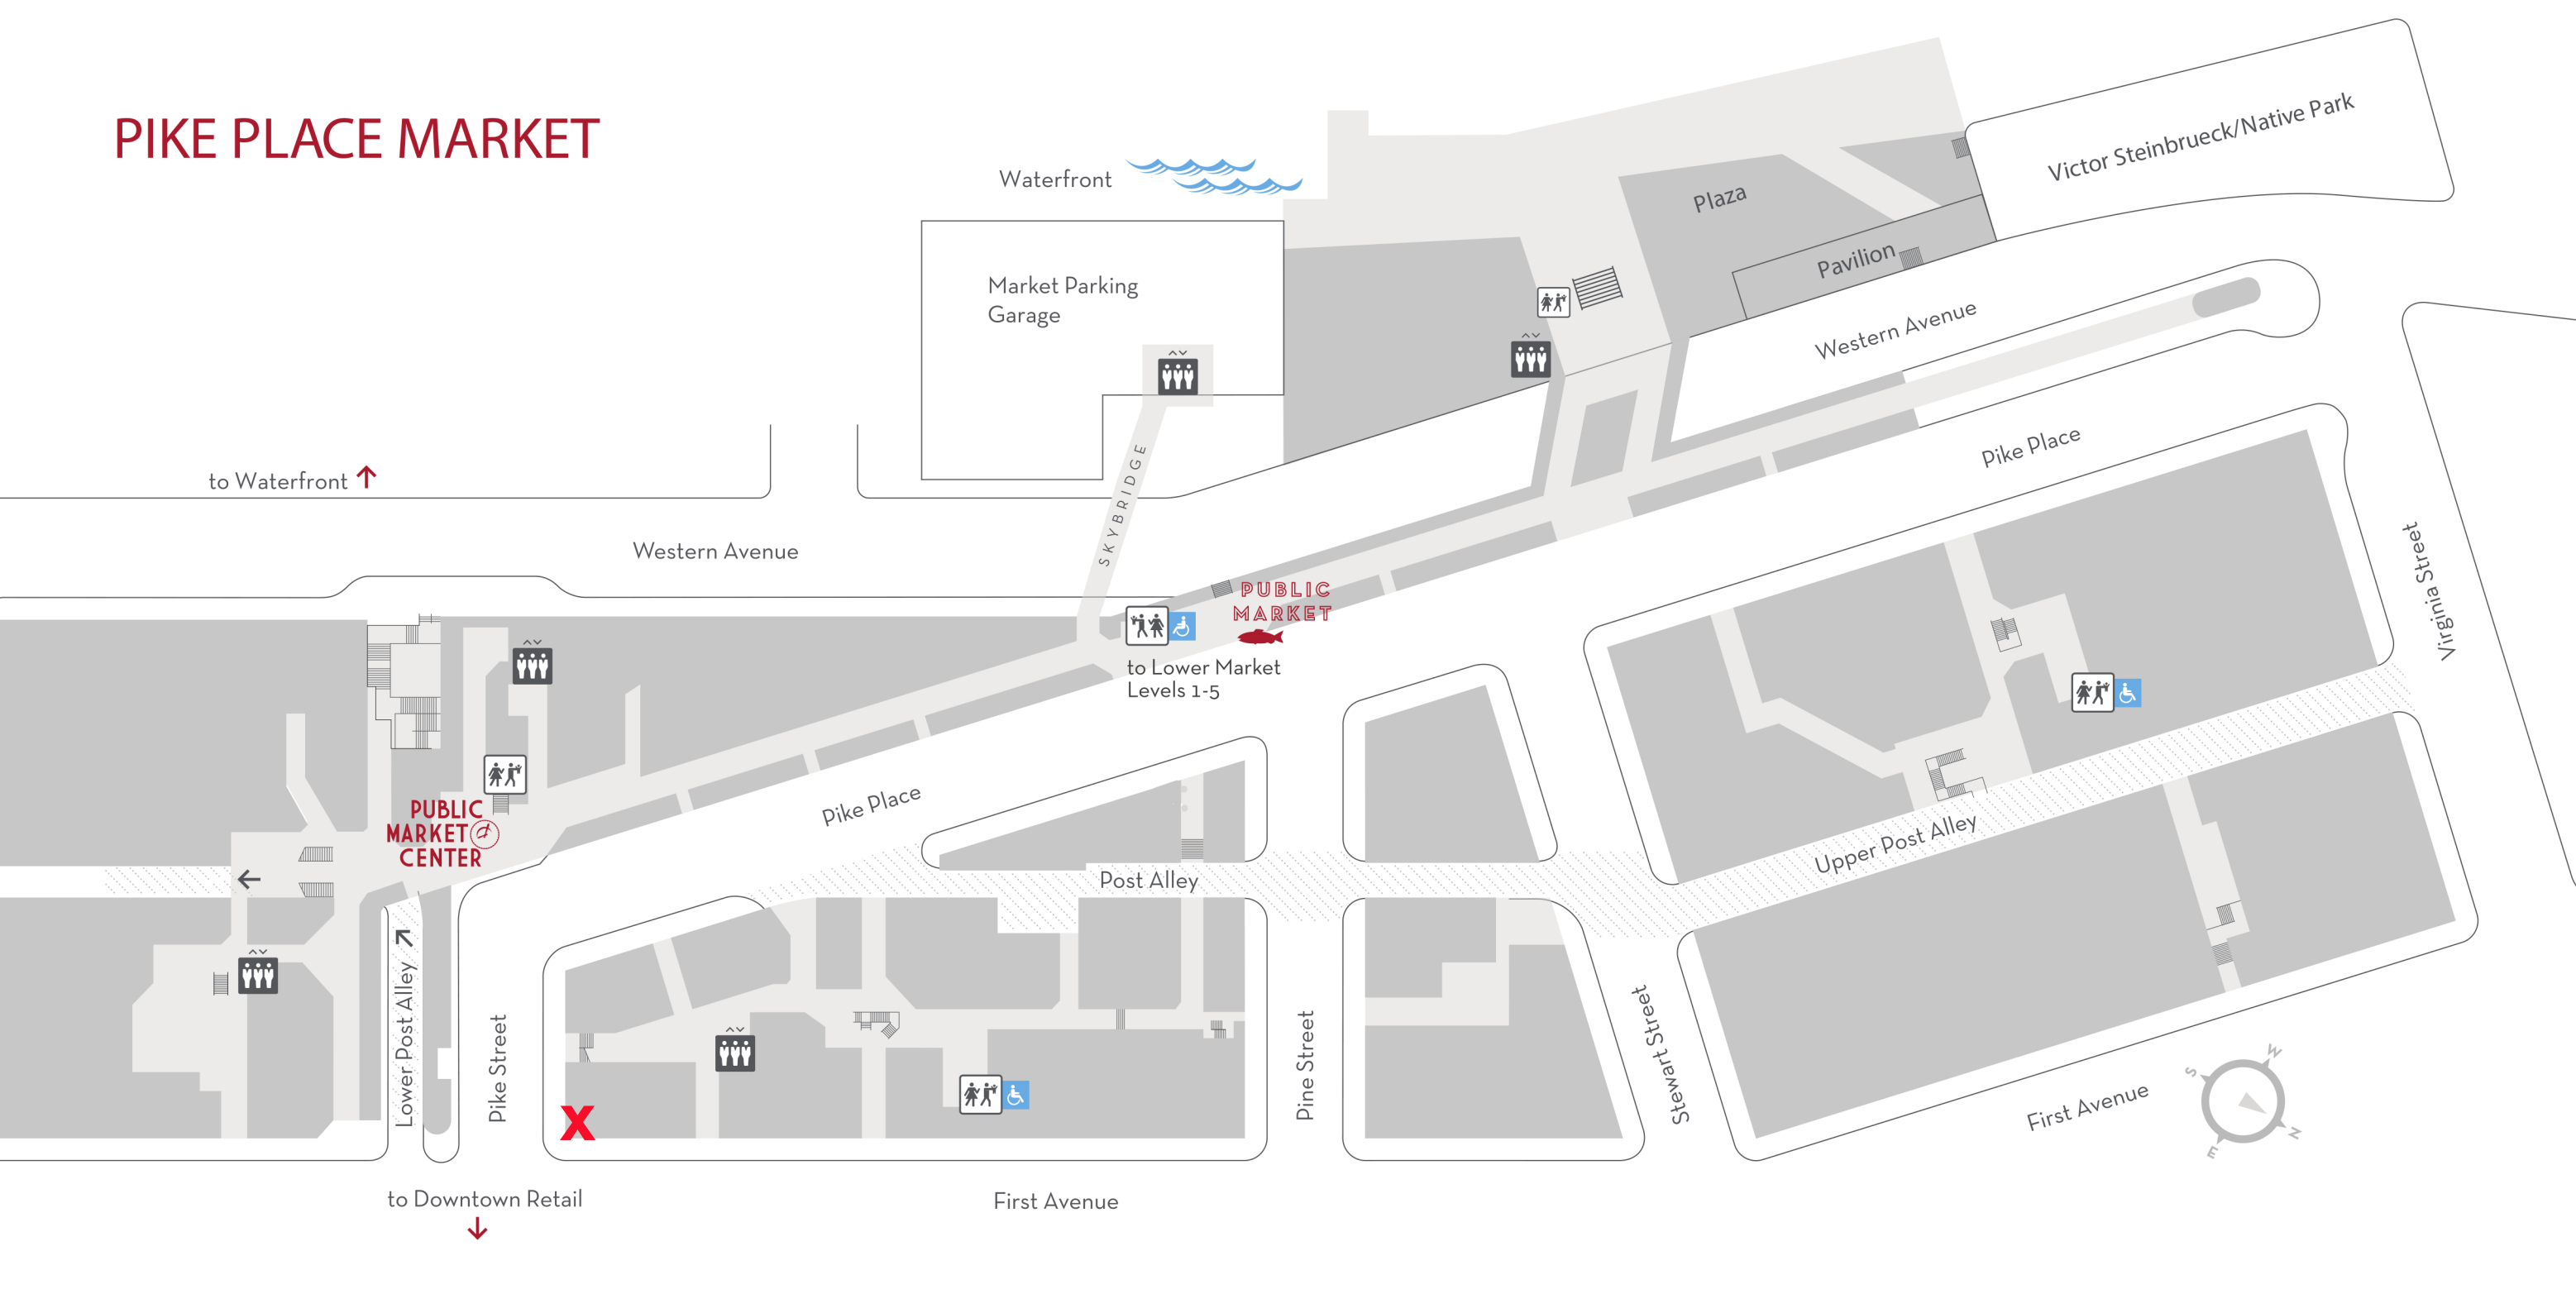 PIKE PLACE MARKET
Victor Steinbrueck/Native Park
Waterfront
Plaza
Pavilion
Market Parking
Garage
Western Avenue
Pike Place
to Waterfront
SKYBRIDGE
Western Avenue
Virginia Street
PUBLIC
MARKET
to Lower Market
Levels 1-5
PUBLIC
MARKET
CENTER
Pike Place
Upper Post Alley
Post Alley
Lower Post Alley
Pike Street
Pine Street
Stewart Street
X
First Avenue
W
S
N
E
to Downtown Retail
First Avenue